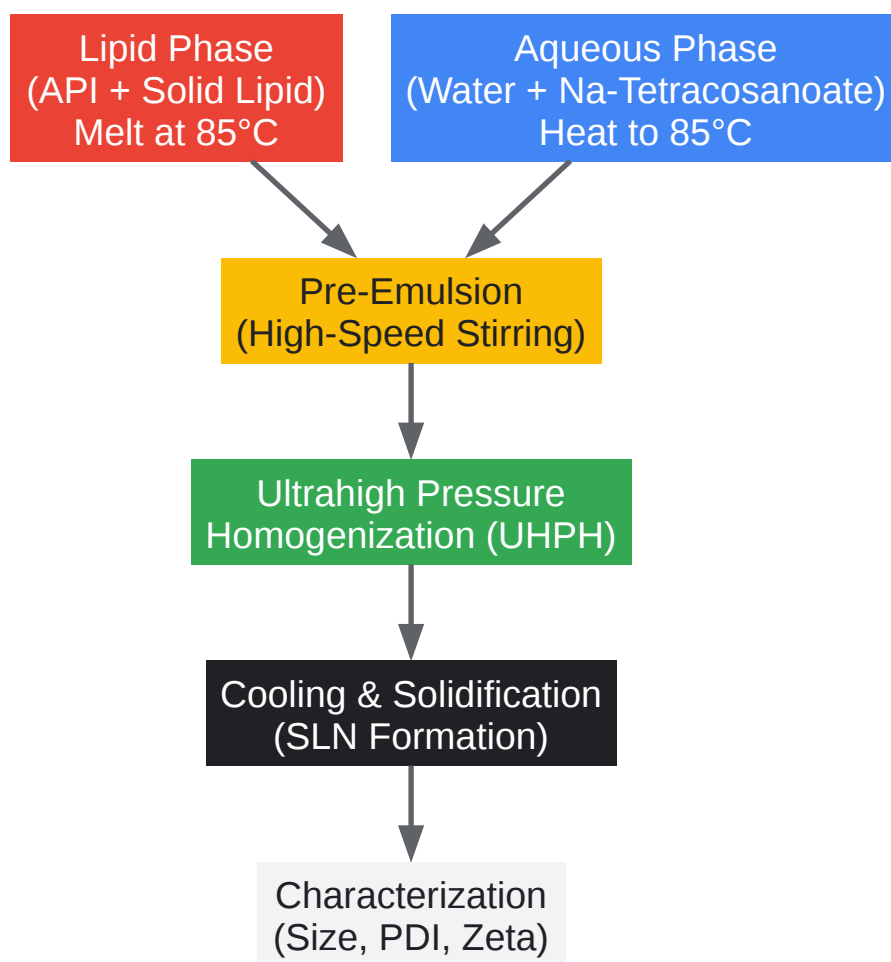 Lipid Phase
(API + Solid Lipid)
Melt at 85°C
Aqueous Phase
(Water + Na-Tetracosanoate)
Heat to 85°C
Pre-Emulsion
(High-Speed Stirring)
Ultrahigh Pressure
Homogenization (UHPH)
Cooling & Solidification
(SLN Formation)
Characterization
(Size, PDI, Zeta)